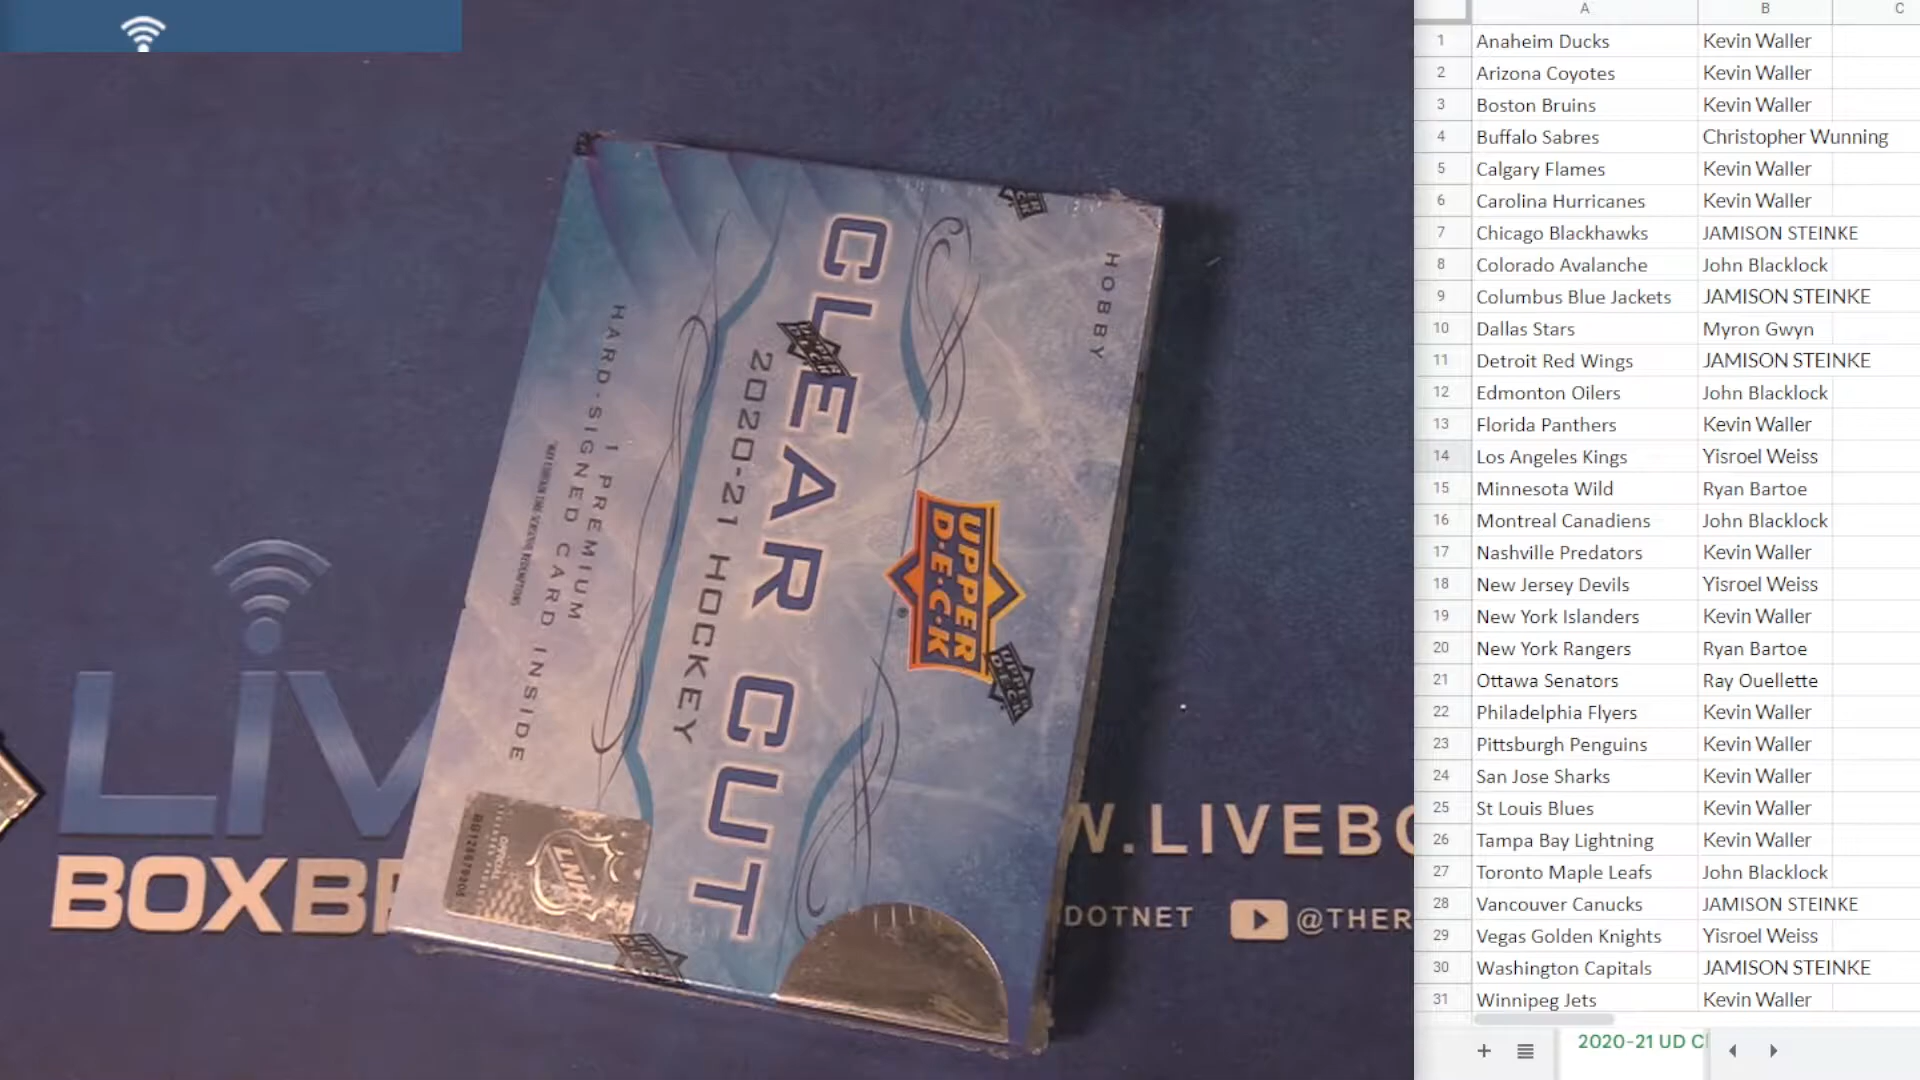 HOBBY
CLEAR CUT
2020-21 HOCKEY
1 PREMIUM
HARD-SIGNED CARD INSIDE
UPPER
D.E.C.K
®
UPPER
NHL
OFFICIAL
LIV
BOXB
W.LIVEBO
DOTNET
@THER
A B C
1 Anaheim Ducks Kevin Waller
2 Arizona Coyotes Kevin Waller
3 Boston Bruins Kevin Waller
4 Buffalo Sabres Christopher Wunning
5 Calgary Flames Kevin Waller
6 Carolina Hurricanes Kevin Waller
7 Chicago Blackhawks JAMISON STEINKE
8 Colorado Avalanche John Blacklock
9 Columbus Blue Jackets JAMISON STEINKE
10 Dallas Stars Myron Gwyn
11 Detroit Red Wings JAMISON STEINKE
12 Edmonton Oilers John Blacklock
13 Florida Panthers Kevin Waller
14 Los Angeles Kings Yisroel Weiss
15 Minnesota Wild Ryan Bartoe
16 Montreal Canadiens John Blacklock
17 Nashville Predators Kevin Waller
18 New Jersey Devils Yisroel Weiss
19 New York Islanders Kevin Waller
20 New York Rangers Ryan Bartoe
21 Ottawa Senators Ray Ouellette
22 Philadelphia Flyers Kevin Waller
23 Pittsburgh Penguins Kevin Waller
24 San Jose Sharks Kevin Waller
25 St Louis Blues Kevin Waller
26 Tampa Bay Lightning Kevin Waller
27 Toronto Maple Leafs John Blacklock
28 Vancouver Canucks JAMISON STEINKE
29 Vegas Golden Knights Yisroel Weiss
30 Washington Capitals JAMISON STEINKE
31 Winnipeg Jets Kevin Waller
2020-21 UD Cl